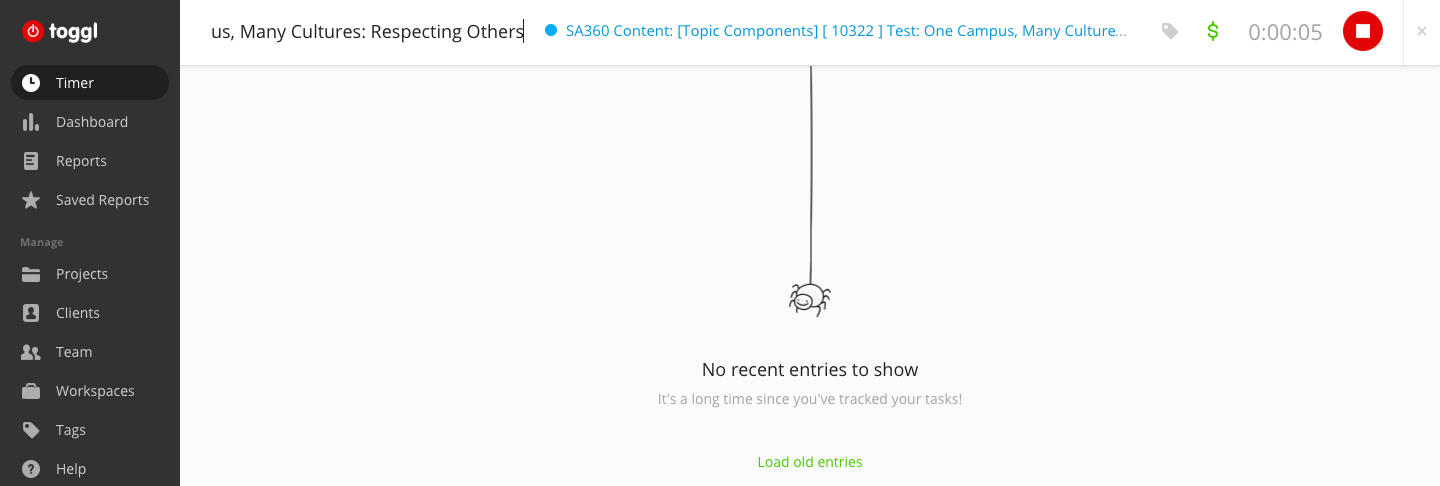 toggl
us, Many Cultures: Respecting Others
SA360 Content: [Topic Components] [ 10322 ] Test: One Campus, Many Culture...
$
0:00:05
×
Timer
Dashboard
Reports
Saved Reports
Manage
Projects
Clients
Team
Workspaces
Tags
Help
No recent entries to show
It's a long time since you've tracked your tasks!
Load old entries